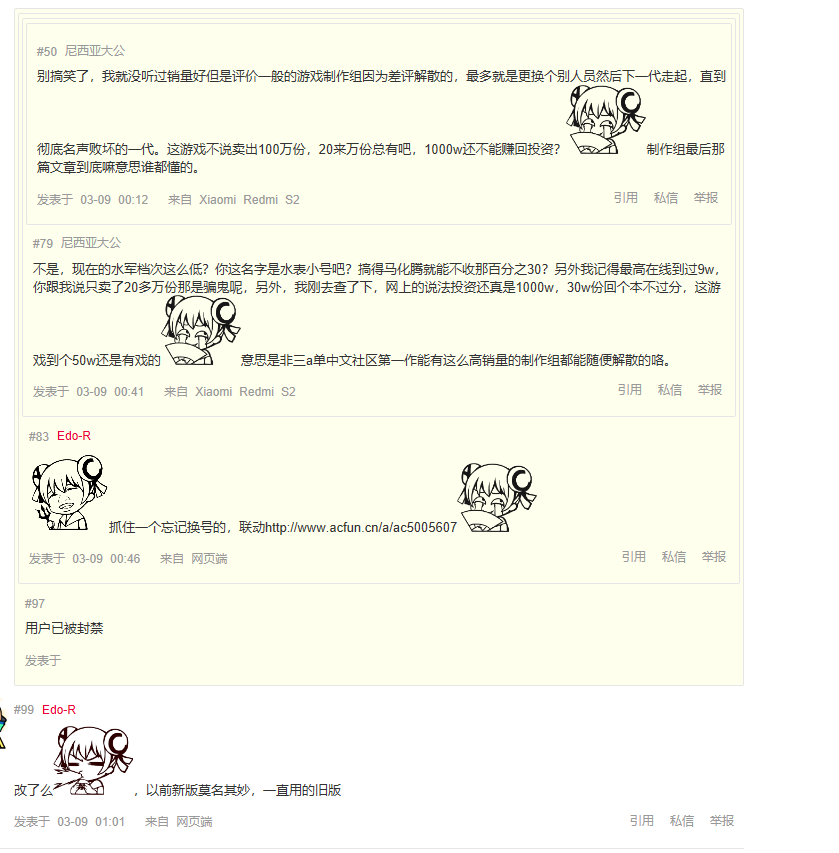 #50 尼西亚大公
别搞笑了，我就没听过销量好但是评价一般的游戏制作组因为差评解散的，最多就是更换个别人员然后下一代走起，直到
彻底名声败坏的一代。这游戏不说卖出100万份，20来万份总有吧，1000w还不能赚回投资？ 制作组最后那
篇文章到底嘛意思谁都懂的。
发表于 03-09 00:12 来自 Xiaomi Redmi S2 引用 私信 举报
#79 尼西亚大公
不是，现在的水军档次这么低？你这名字是水表小号吧？搞得马化腾就能不收那百分之30？另外我记得最高在线到过9w，
你跟我说只卖了20多万份那是骗鬼呢，另外，我刚去查了下，网上的说法投资还真是1000w，30w份回个本不过分，这游
戏到个50w还是有戏的 意思是非三a单中文社区第一作能有这么高销量的制作组都能随便解散的咯。
发表于 03-09 00:41 来自 Xiaomi Redmi S2 引用 私信 举报
#83 Edo-R
抓住一个忘记换号的，联动http://www.acfun.cn/a/ac5005607
发表于 03-09 00:46 来自 网页端 引用 私信 举报
#97
用户已被封禁
发表于
#99 Edo-R
改了么 ，以前新版莫名其妙，一直用的旧版
发表于 03-09 01:01 来自 网页端 引用 私信 举报